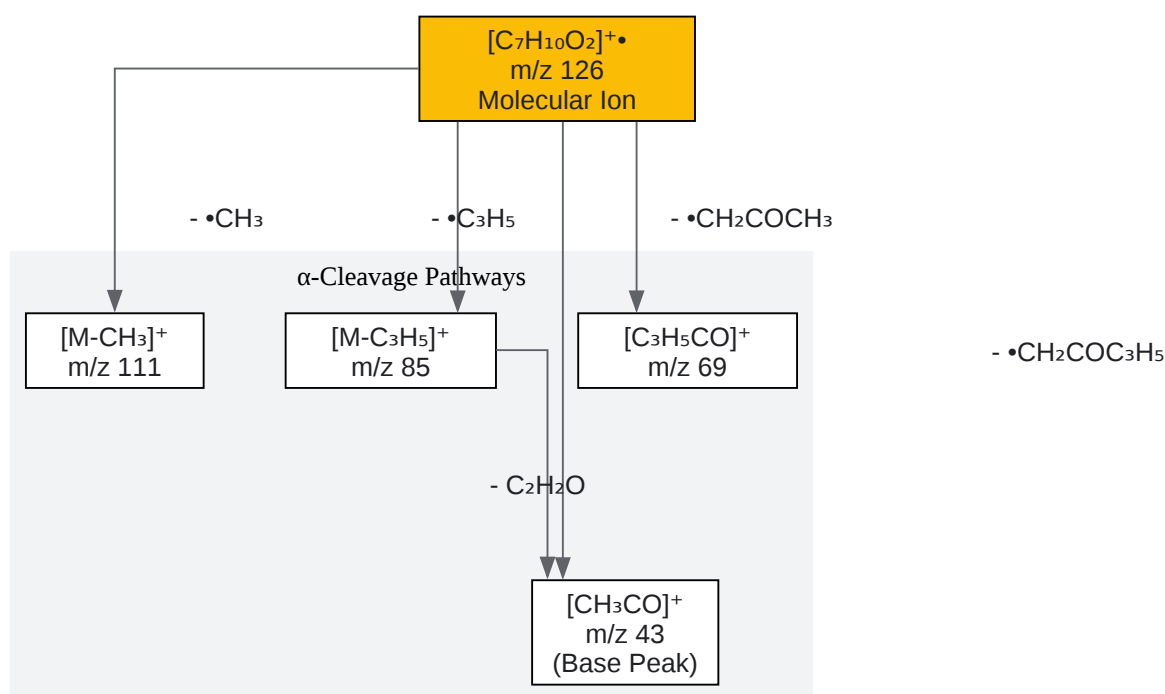 [C₇H₁₀O₂]⁺•
m/z 126
Molecular Ion
- •CH₃
- •C₃H₅
- •CH₂COCH₃
α-Cleavage Pathways
[M-CH₃]⁺
m/z 111
[M-C₃H₅]⁺
m/z 85
[C₃H₅CO]⁺
m/z 69
- •CH₂COC₃H₅
- C₂H₂O
[CH₃CO]⁺
m/z 43
(Base Peak)